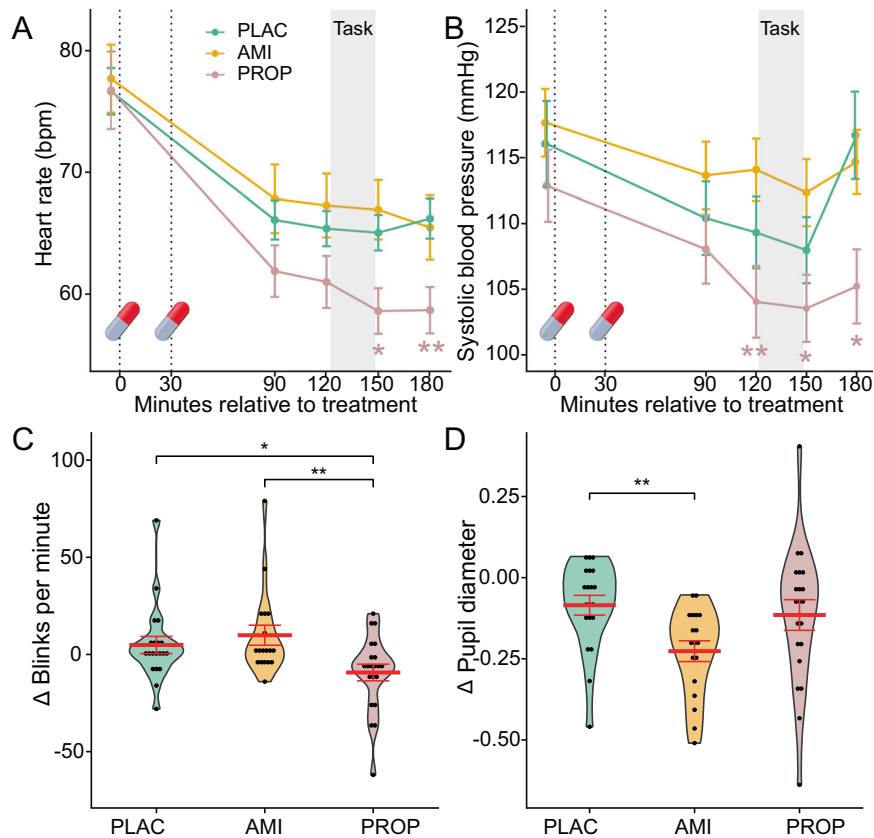 A
Heart rate (bpm)
80
70
60
PLAC
AMI
PROP
Task
*
**
0 30 90 120 150 180
Minutes relative to treatment
B
Systolic blood pressure (mmHg)
125
120
115
110
105
100
Task
**
*
*
0 30 90 120 150 180
Minutes relative to treatment
C
Δ Blinks per minute
100
50
0
-50
*
**
PLAC AMI PROP
D
Δ Pupil diameter
0.25
0.00
-0.25
-0.50
**
PLAC AMI PROP